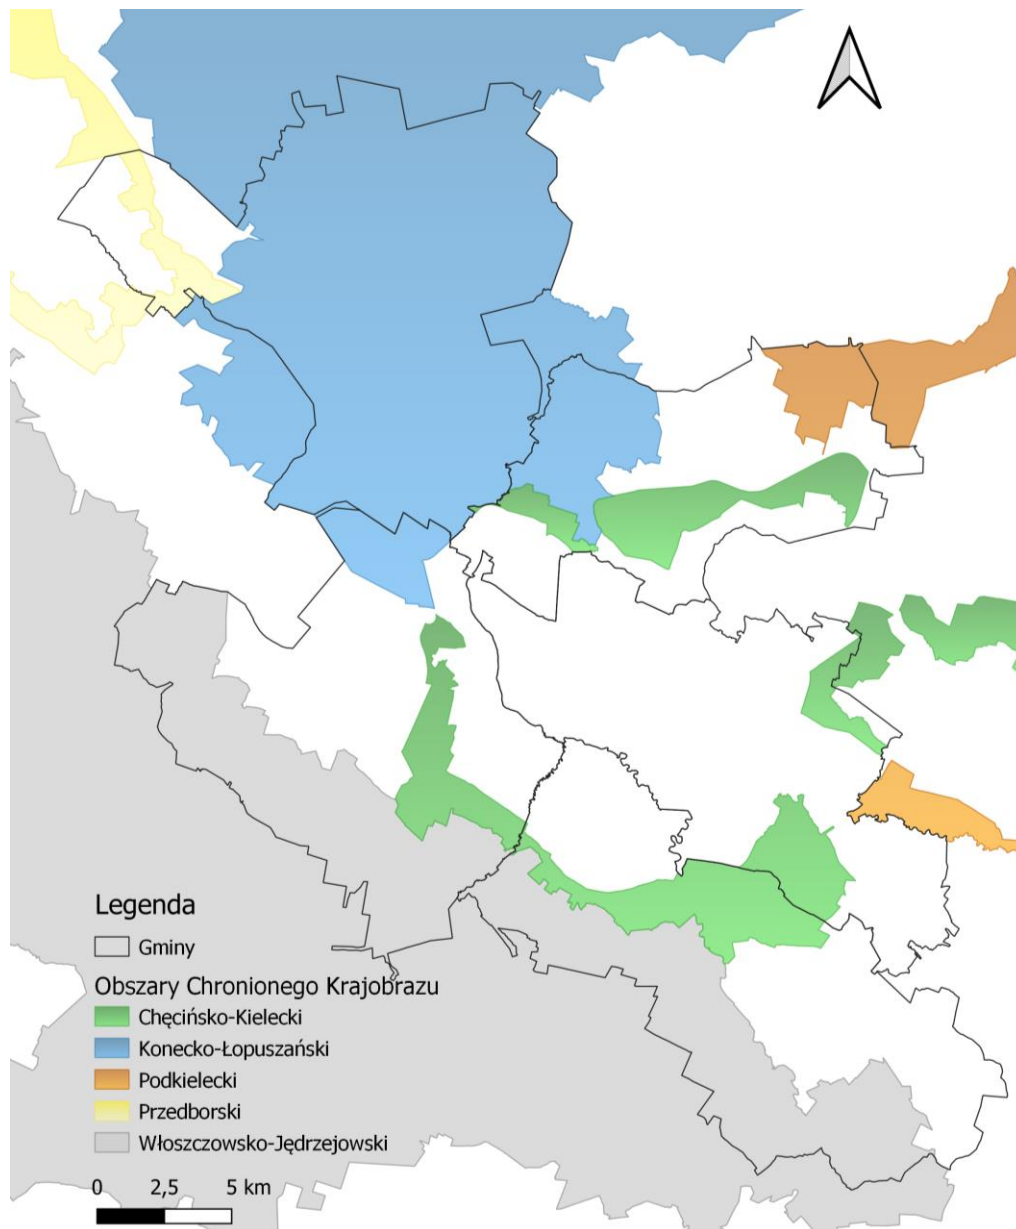 Legenda
Gminy
Obszary Chronionego Krajobrazu
Chęcińsko-Kielecki
Konecko-Łopuszański
Podkielecki
Przedborski
Włoszczowsko-Jędrzejowski
0 2,5 5 km